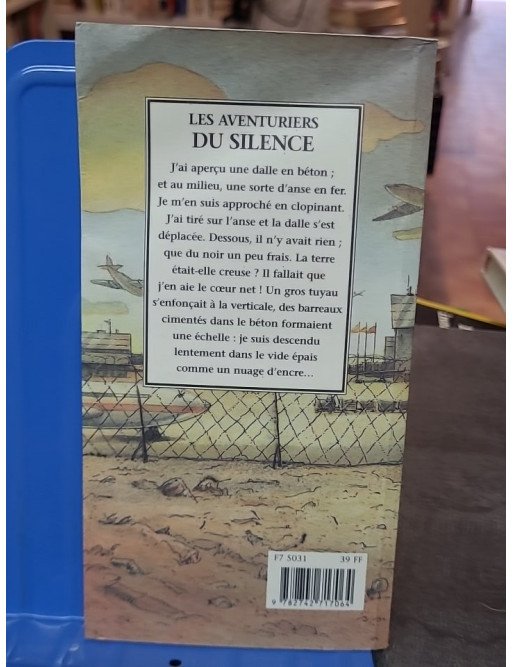 LES AVENTURIERS
DU SILENCE
J'ai aperçu une dalle en béton ;
et au milieu, une sorte d'anse en fer.
Je m'en suis approché en clopinant.
J'ai tiré sur l'anse et la dalle s'est
déplacée. Dessous, il n'y avait rien ;
que du noir un peu frais. La terre
était-elle creuse ? Il fallait que
j'en aie le cœur net ! Un gros tuyau
s'enfonçait à la verticale, des barreaux
cimentés dans le béton formaient
une échelle : je suis descendu
lentement dans le vide épais
comme un nuage d'encre...
F7 5031 39 FF
9 782742 717064